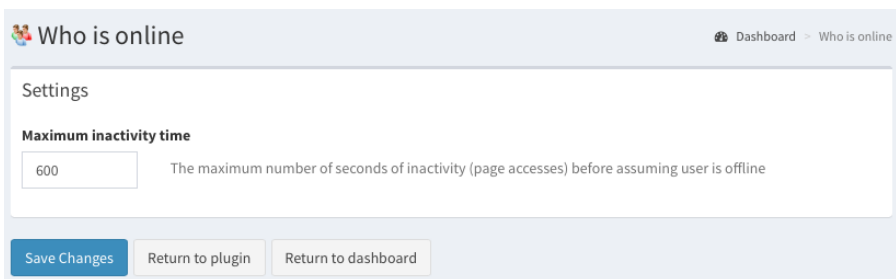 Who is online
Dashboard > Who is online
Settings
Maximum inactivity time
600
The maximum number of seconds of inactivity (page accesses) before assuming user is offline
Save Changes
Return to plugin
Return to dashboard